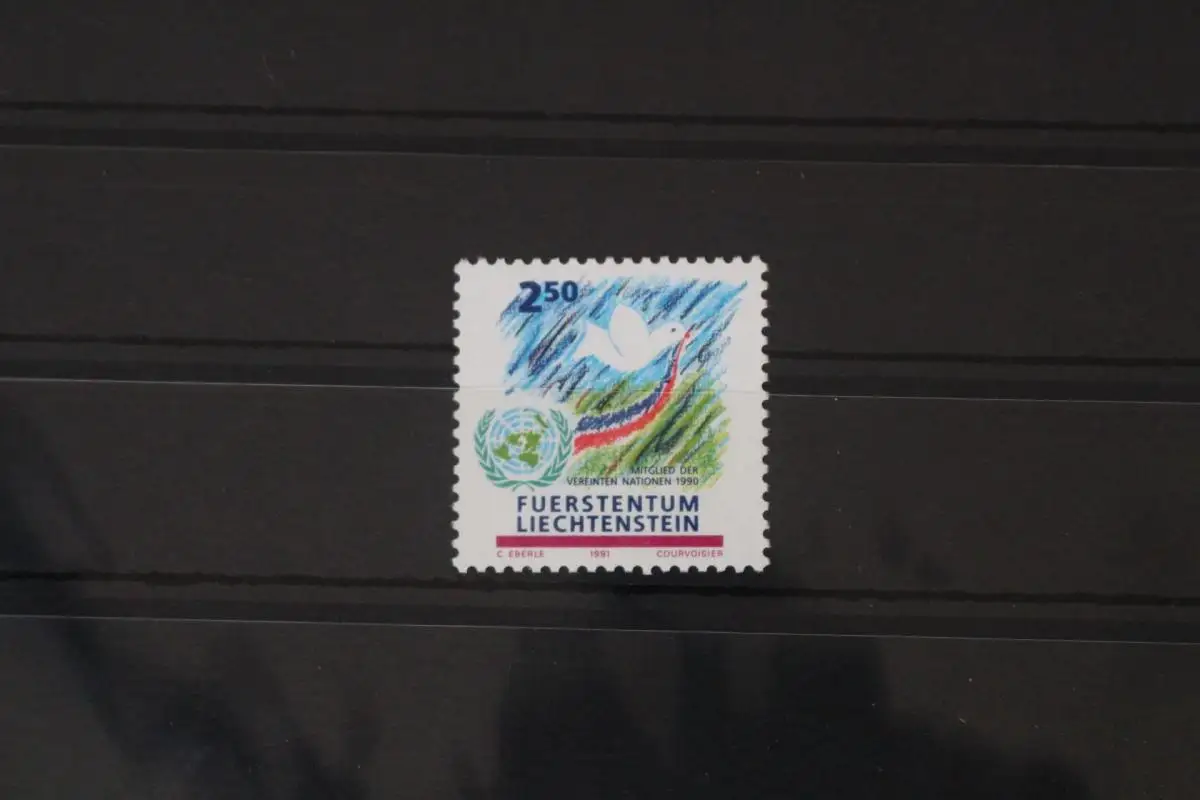 2.50
MITGLIED DER
VEREINTEN NATIONEN 1990
FUERSTENTUM
LIECHTENSTEIN
C EBERLE 1991 COURVOISIER